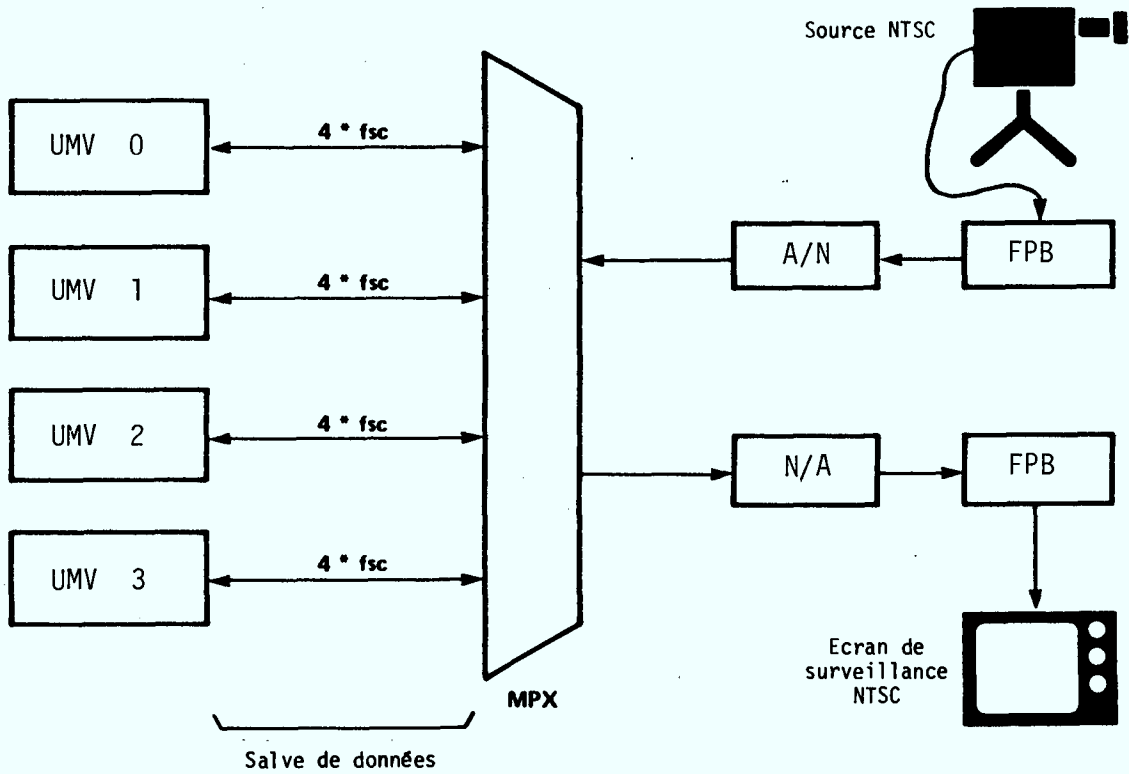 Source NTSC
UMV 0
4 * fsc
UMV 1
4 * fsc
A/N
FPB
UMV 2
4 * fsc
N/A
FPB
UMV 3
4 * fsc
Ecran de
surveillance
NTSC
MPX
Salve de données